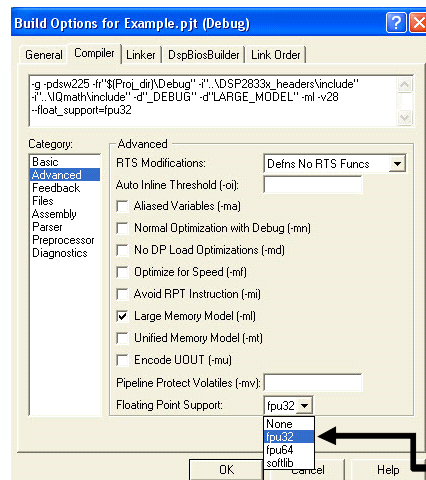 Build Options for Example.pjt (Debug)
General Compiler Linker DspBiosBuilder Link Order
-g -pdsw225 -fr"$(Proj_dir)\Debug" -i"..\DSP2833x_headers\include"
-i"..\IQmath\include" -d"_DEBUG" -d"LARGE_MODEL" -ml -v28
--float_support=fpu32
Category:
Basic
Advanced
Feedback
Files
Assembly
Parser
Preprocessor
Diagnostics
Advanced
RTS Modifications: Defns No RTS Funcs
Auto Inline Threshold (-oi):
Aliased Variables (-ma)
Normal Optimization with Debug (-mn)
No DP Load Optimizations (-md)
Optimize for Speed (-mf)
Avoid RPT Instruction (-mi)
Large Memory Model (-ml)
Unified Memory Model (-mt)
Encode UOUT (-mu)
Pipeline Protect Volatiles (-mv):
Floating Point Support: fpu32
None
fpu32
fpu64
softlib
OK Cancel Help